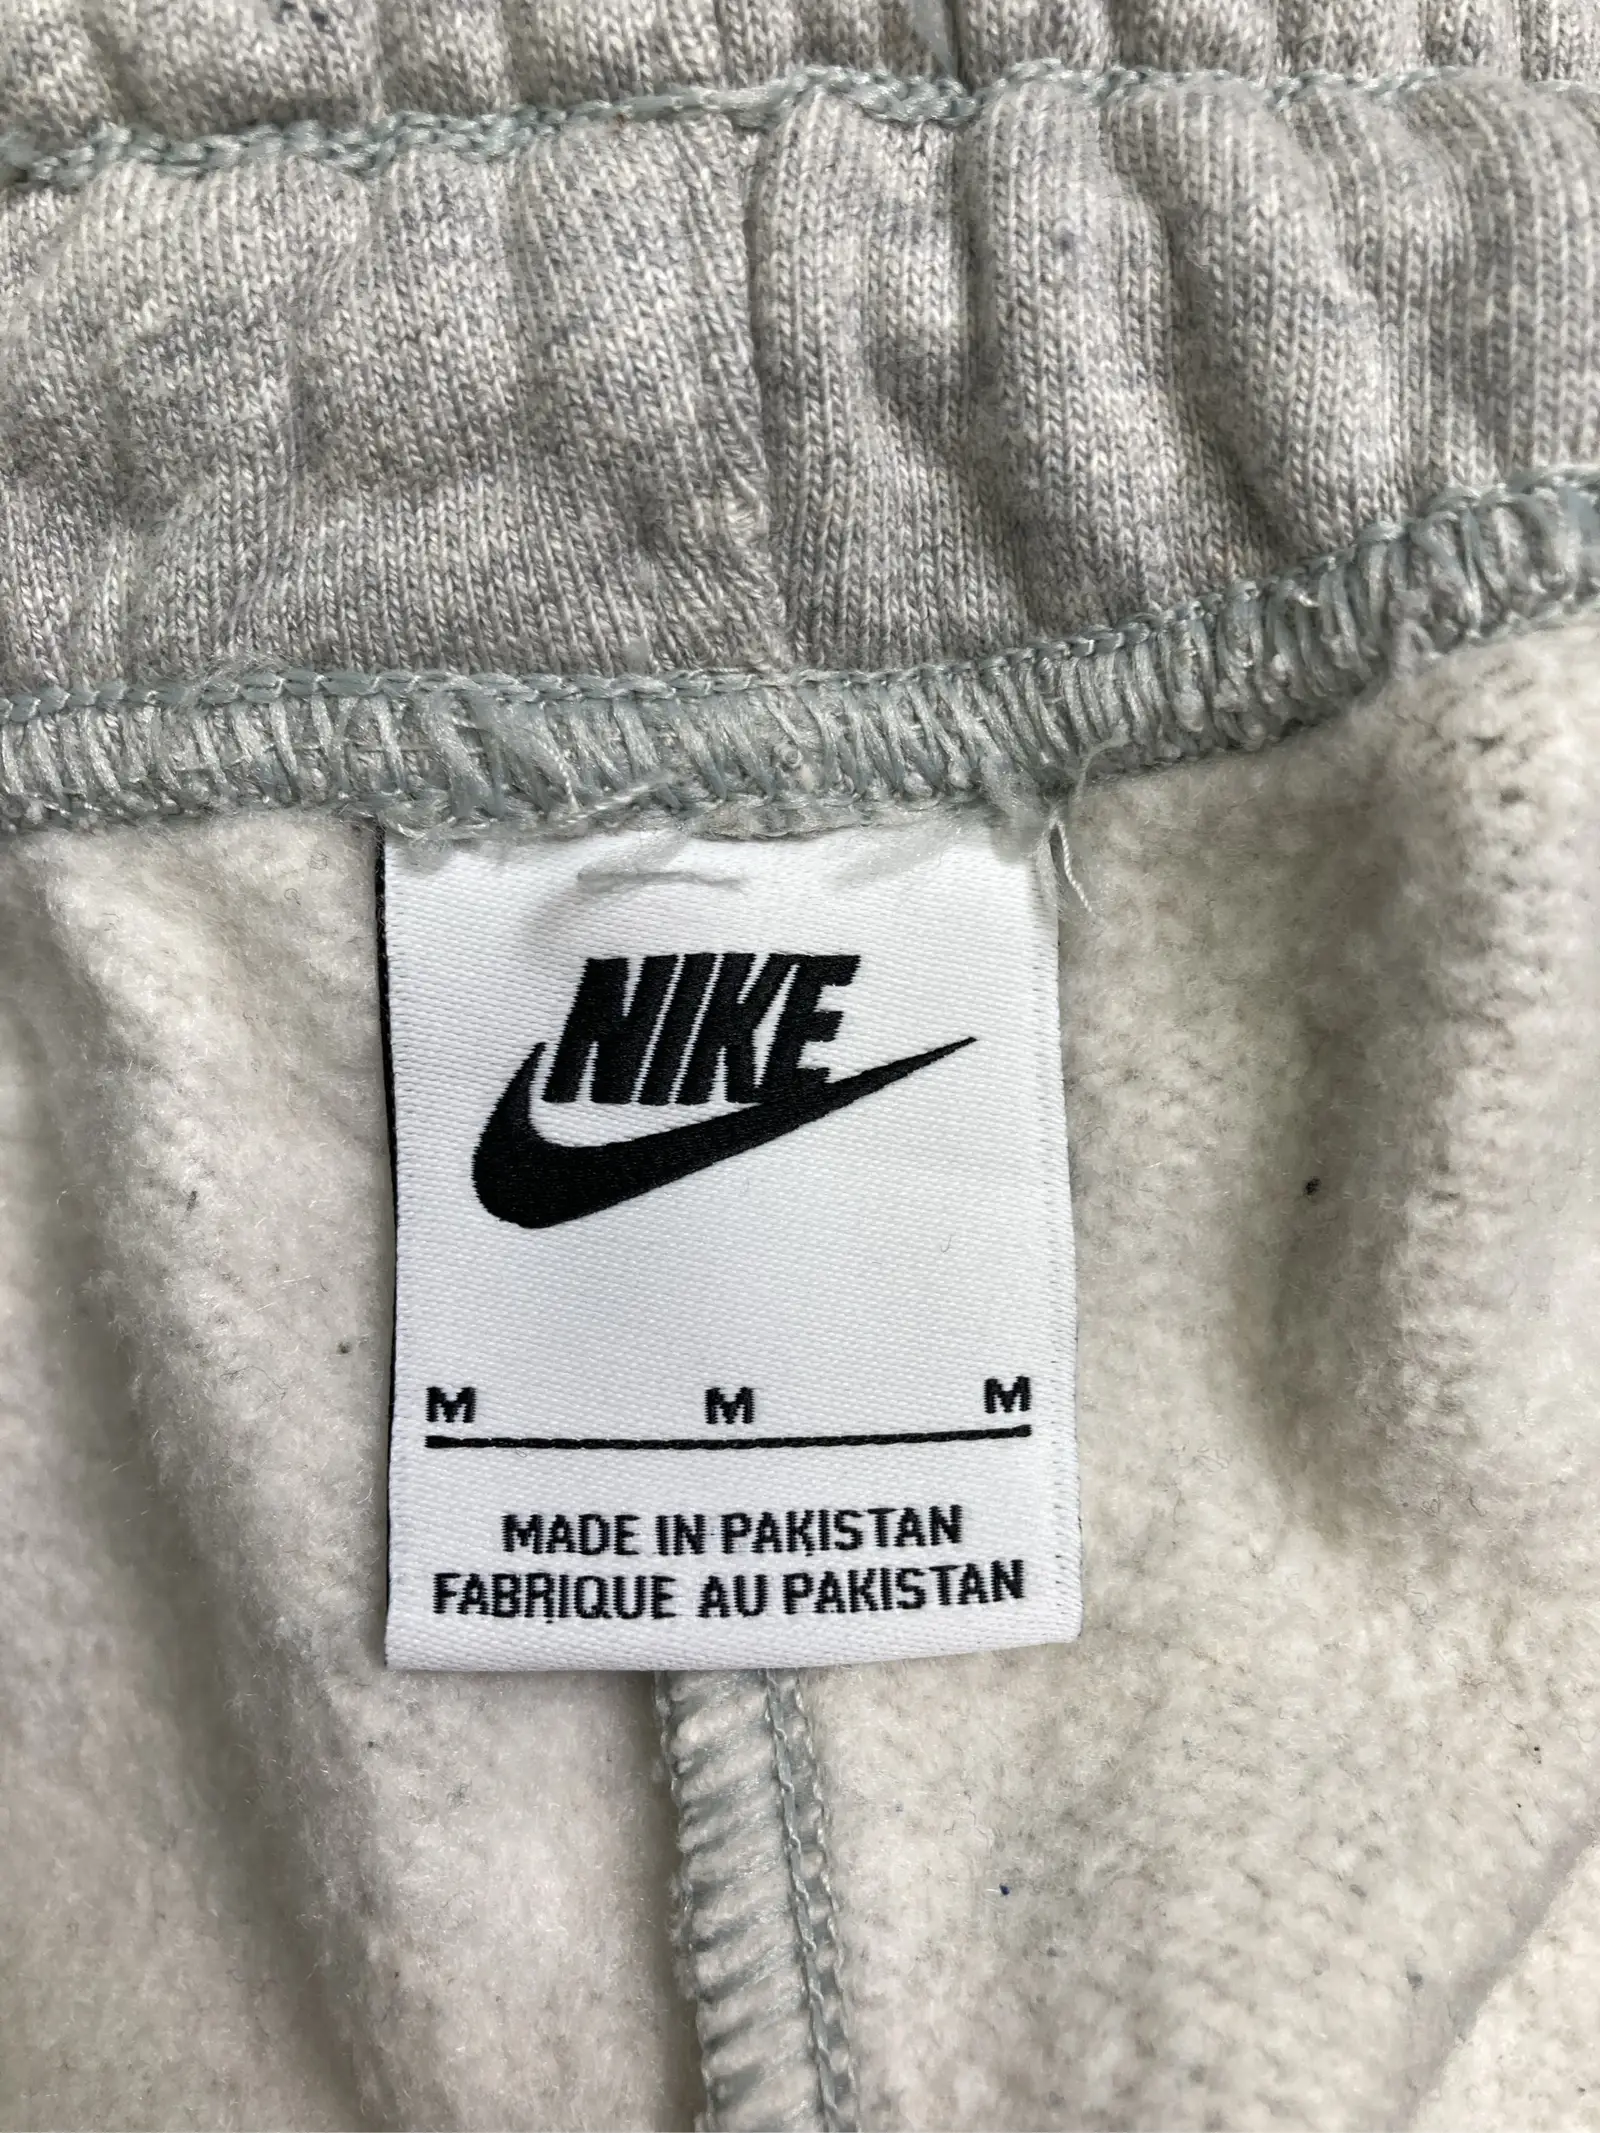 NIKE
M M M
MADE IN PAKISTAN
FABRIQUE AU PAKISTAN